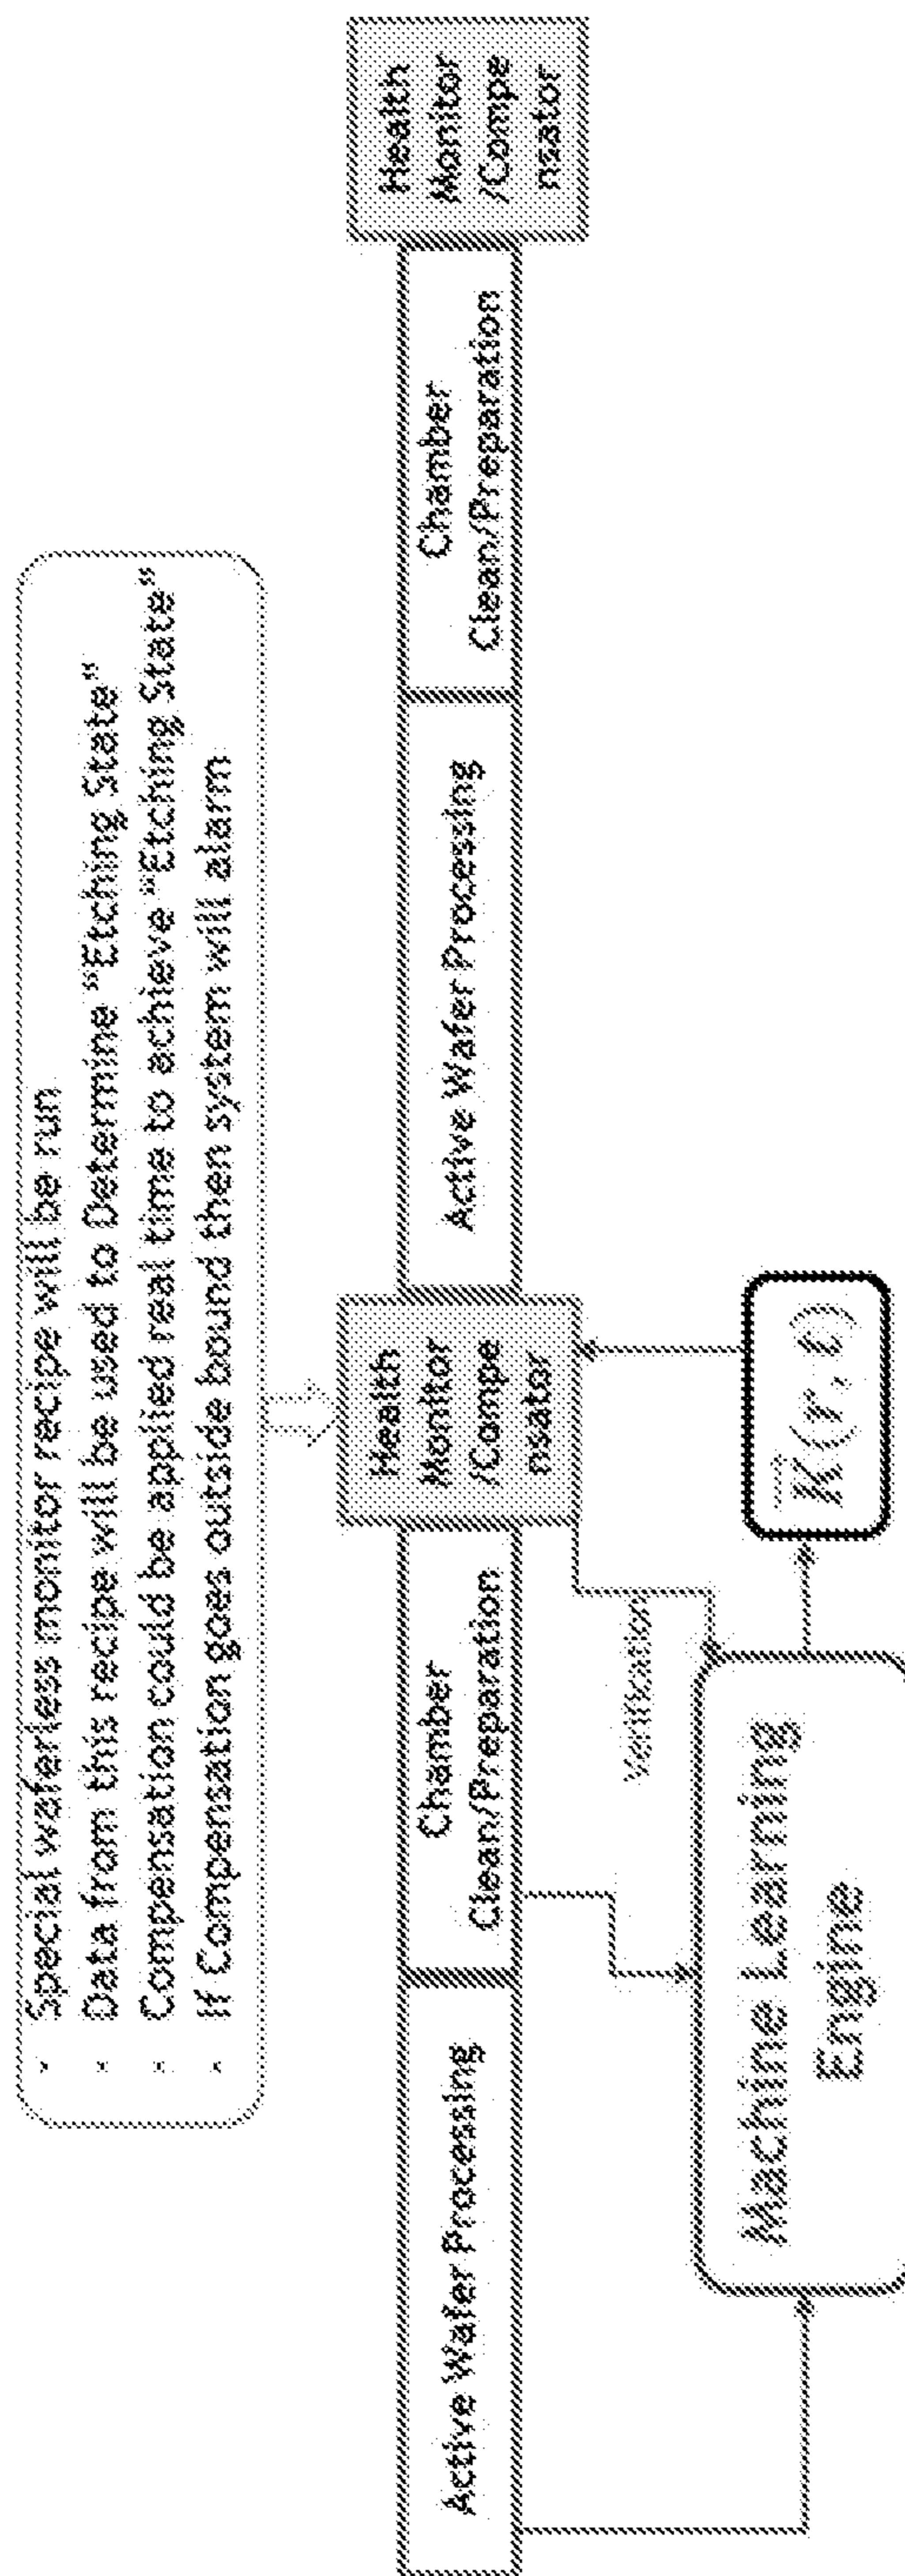 Special waferless monitor recipe will be run
Data from this recipe will be used to Determine "Etching State"
Compensation could be applied real time to achieve "Etching State"
If Compensation goes outside bound then system will alarm
Active Wafer Processing
Chamber
Clean/Preparation
Health
Monitor
/Compe
nsator
Active Wafer Processing
Chamber
Clean/Preparation
Health
Monitor
/Compe
nsator
Verification
Machine Learning
Engine
K⃗(r, t)